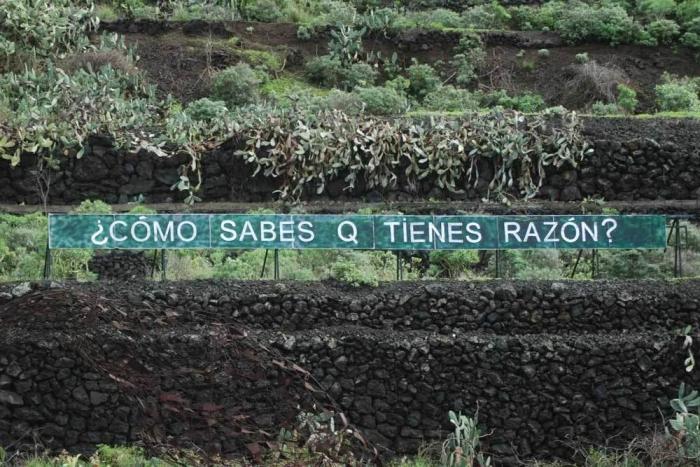 ¿CÓMO SABES Q TIENES RAZÓN?